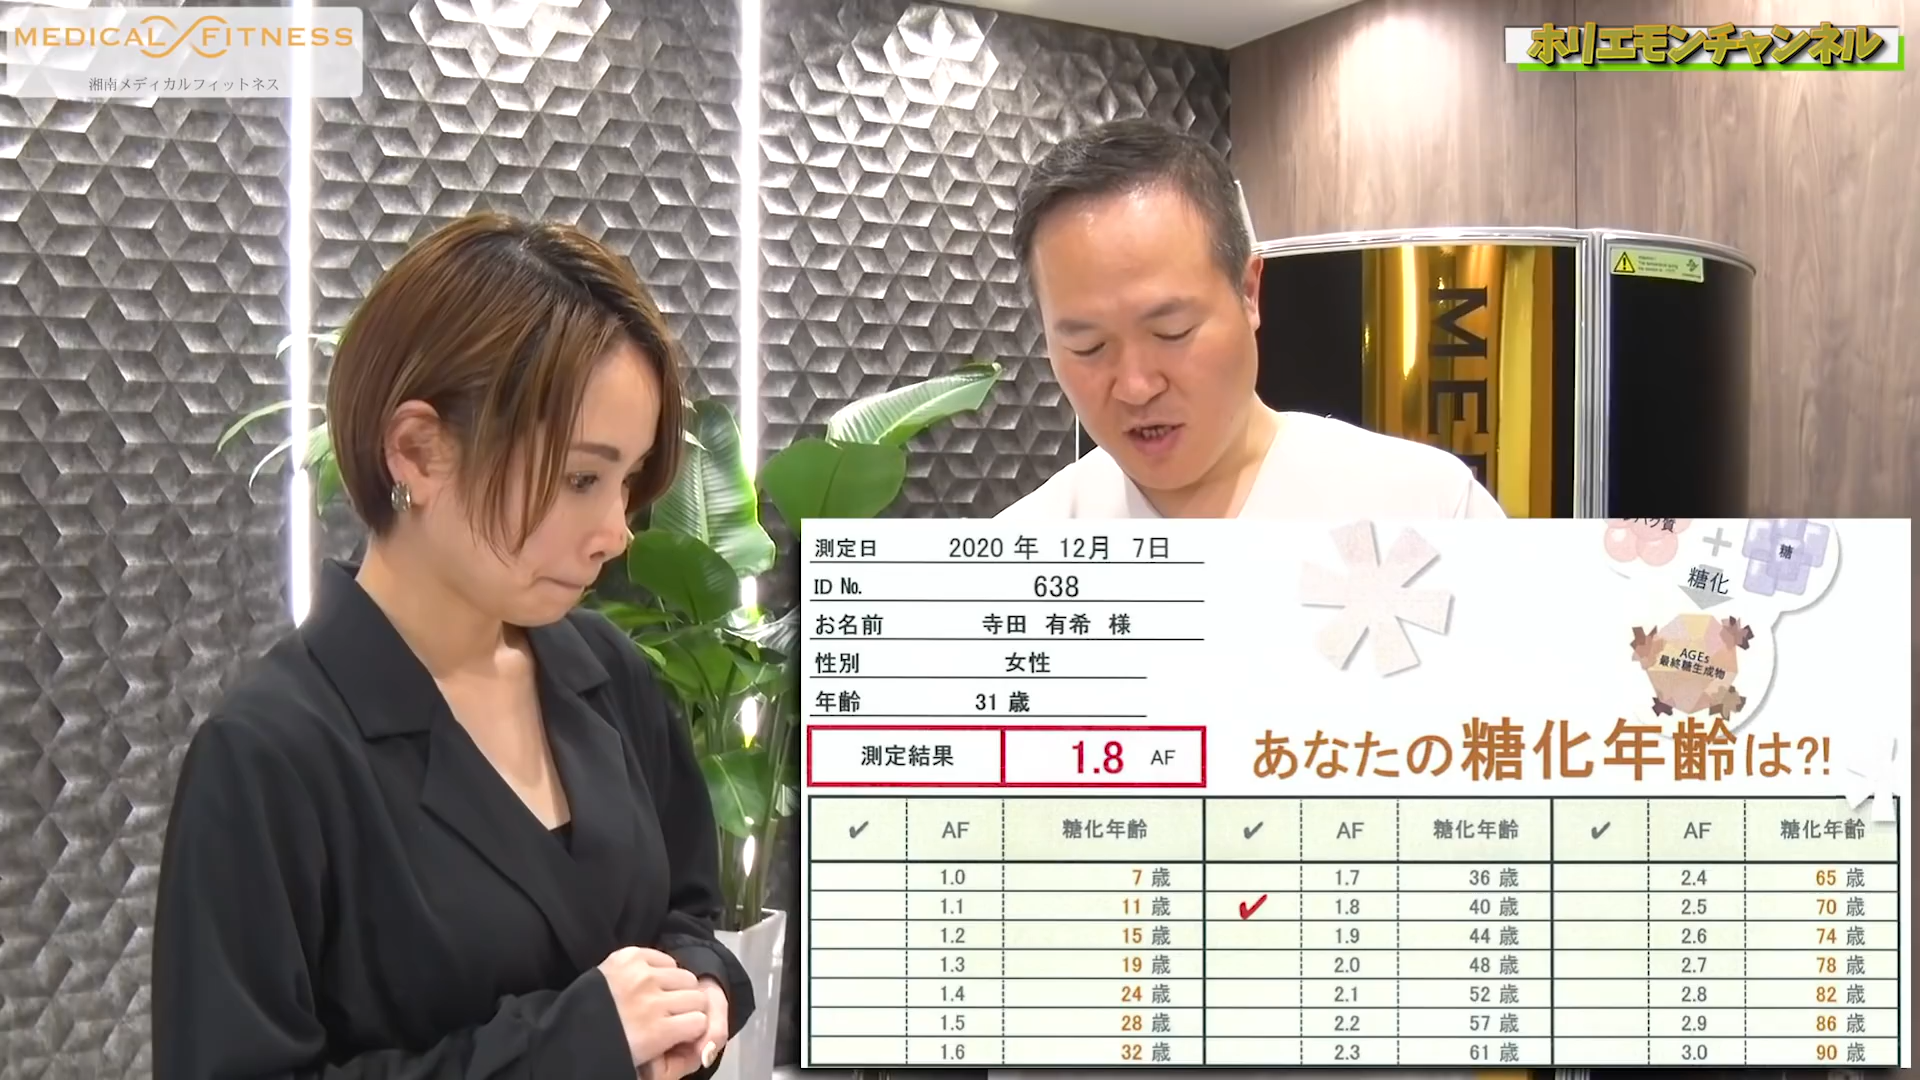 MEDICAL FITNESS
湘南メディカルフィットネス
ホリエモンチャンネル
測定日 2020 年 12月 7日
ID №. 638
お名前 寺田 有希 様
性別 女性
年齢 31 歳
測定結果 1.8 AF
パク質 + 糖
糖化
AGEs
最終糖生成物
あなたの糖化年齢は?!
✓ AF 糖化年齢 ✓ AF 糖化年齢 ✓ AF 糖化年齢
1.0 7 歳 1.7 36 歳 2.4 65 歳
1.1 11 歳 ✓ 1.8 40 歳 2.5 70 歳
1.2 15 歳 1.9 44 歳 2.6 74 歳
1.3 19 歳 2.0 48 歳 2.7 78 歳
1.4 24 歳 2.1 52 歳 2.8 82 歳
1.5 28 歳 2.2 57 歳 2.9 86 歳
1.6 32 歳 2.3 61 歳 3.0 90 歳